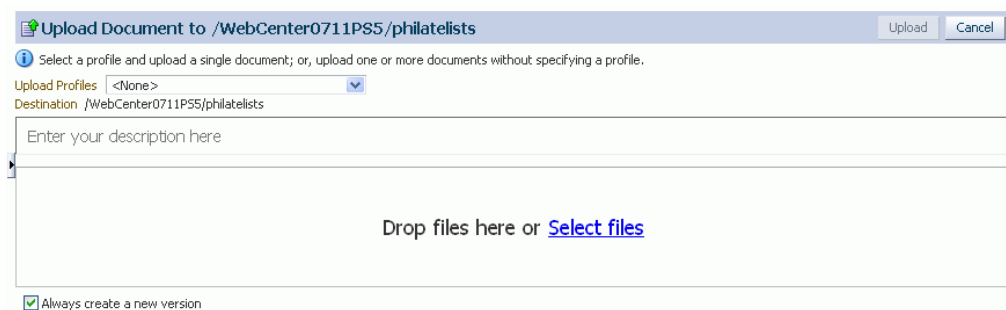 Upload Document to /WebCenter0711PS5/philatelists Upload Cancel
Select a profile and upload a single document; or, upload one or more documents without specifying a profile.
Upload Profiles <None>
Destination /WebCenter0711PS5/philatelists
Enter your description here
Drop files here or Select files
Always create a new version